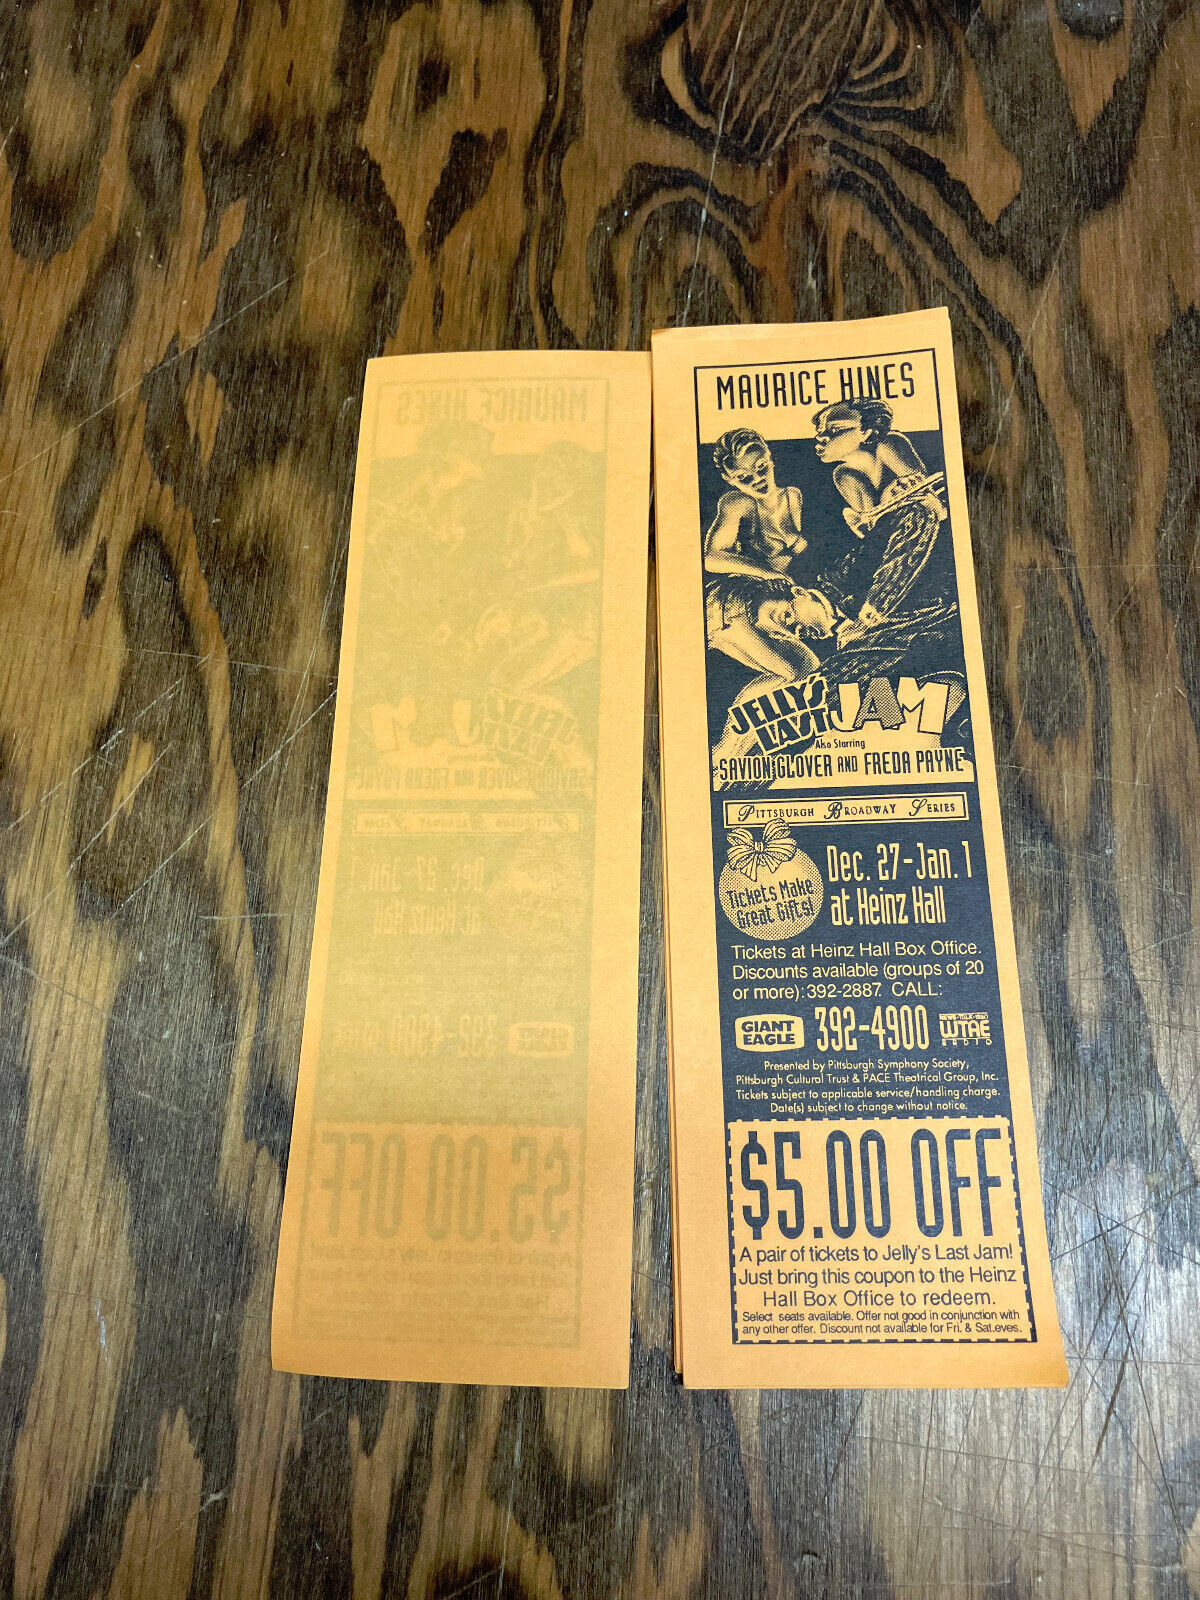 MAURICE HINES
JELLY'S
LAST JAM
Also Starring
SAVION GLOVER AND FREDA PAYNE
PITTSBURGH BROADWAY SERIES
Tickets Make
Great Gifts!
Dec. 27-Jan. 1
at Heinz Hall
Tickets at Heinz Hall Box Office.
Discounts available (groups of 20
or more): 392-2887. CALL:
GIANT
EAGLE
392-4900
WTAE
RADIO
Presented by Pittsburgh Symphony Society,
Pittsburgh Cultural Trust & PACE Theatrical Group, Inc.
Tickets subject to applicable service/handling charge.
Date(s) subject to change without notice.
$5.00 OFF
A pair of tickets to Jelly's Last Jam!
Just bring this coupon to the Heinz
Hall Box Office to redeem.
Select seats available. Offer not good in conjunction with
any other offer. Discount not available for Fri. & Sat.eves.